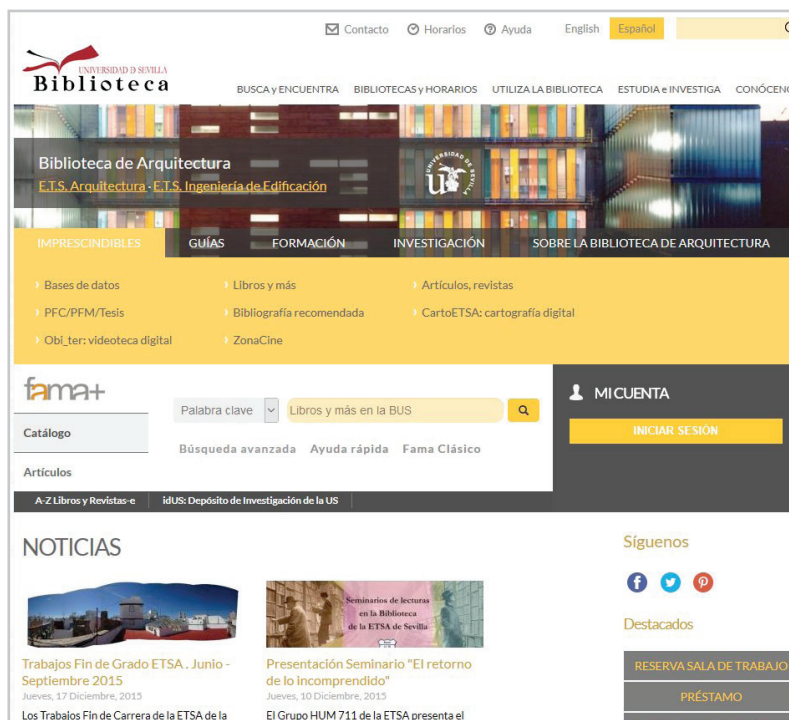 Contacto Horarios Ayuda English Español
UNIVERSIDAD D SEVILLA
Biblioteca
BUSCA y ENCUENTRA BIBLIOTECAS y HORARIOS UTILIZA LA BIBLIOTECA ESTUDIA e INVESTIGA CONÓCENO
Biblioteca de Arquitectura
E.T.S. Arquitectura · E.T.S. Ingeniería de Edificación
UNIVERSIDAD DE SEVILLA
IMPRESCINDIBLES GUÍAS FORMACIÓN INVESTIGACIÓN SOBRE LA BIBLIOTECA DE ARQUITECTURA
Bases de datos Libros y más Artículos, revistas
PFC/PFM/Tesis Bibliografía recomendada CartoETSA: cartografía digital
Obi_ter: videoteca digital ZonaCine
fama+
Catálogo
Artículos
Palabra clave Libros y más en la BUS
Búsqueda avanzada Ayuda rápida Fama Clásico
MI CUENTA
INICIAR SESIÓN
A-Z Libros y Revistas-e idUS: Depósito de Investigación de la US
NOTICIAS
Trabajos Fin de Grado ETSA . Junio -
Septiembre 2015
Jueves, 17 Diciembre, 2015
Los Trabajos Fin de Carrera de la ETSA de la
Seminarios de lecturas
en la Biblioteca
de la ETSA de Sevilla
Presentación Seminario "El retorno
de lo incomprendido"
Jueves, 10 Diciembre, 2015
El Grupo HUM 711 de la ETSA presenta el
Síguenos
Destacados
RESERVA SALA DE TRABAJO
PRÉSTAMO